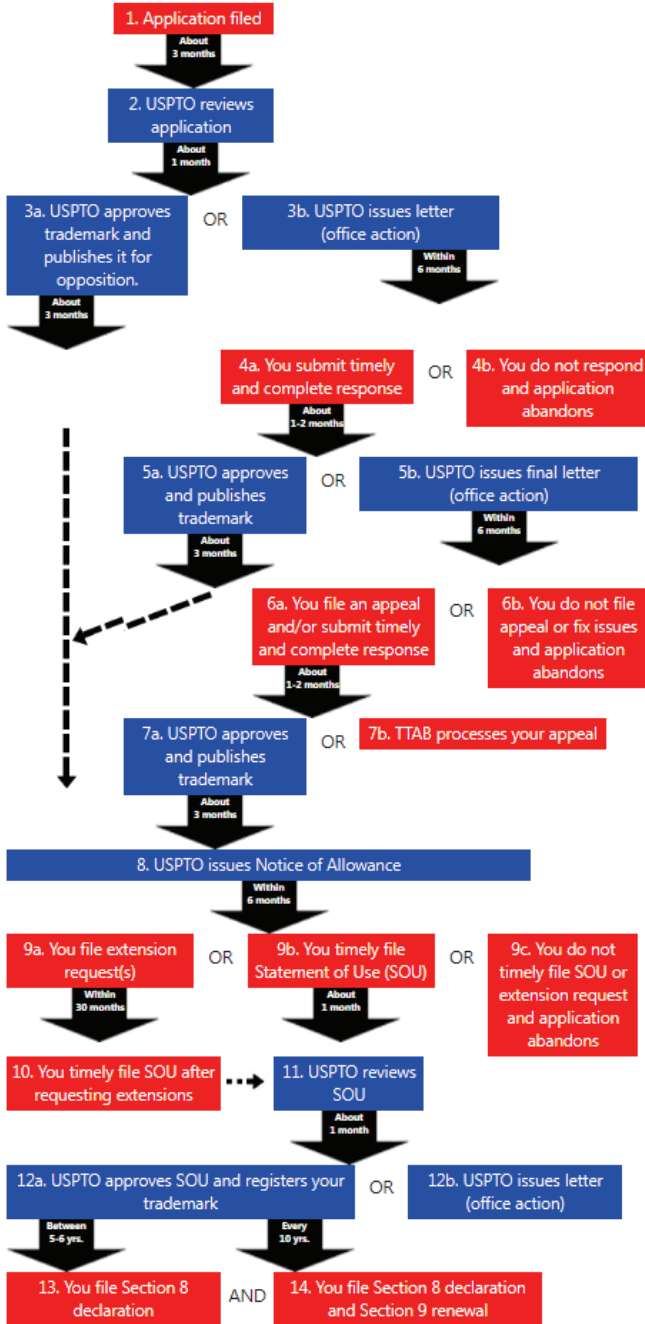 1. Application filed
About
3 months
2. USPTO reviews
application
About
1 month
3a. USPTO approves
trademark and
publishes it for
opposition.
OR
3b. USPTO issues letter
(office action)
About
3 months
Within
6 months
4a. You submit timely
and complete response
OR
4b. You do not respond
and application
abandons
About
1-2 months
5a. USPTO approves
and publishes
trademark
OR
5b. USPTO issues final letter
(office action)
About
3 months
Within
6 months
6a. You file an appeal
and/or submit timely
and complete response
OR
6b. You do not file
appeal or fix issues
and application
abandons
About
1-2 months
7a. USPTO approves
and publishes
trademark
OR
7b. TTAB processes your appeal
About
3 months
8. USPTO issues Notice of Allowance
Within
6 months
9a. You file extension
request(s)
OR
9b. You timely file
Statement of Use (SOU)
OR
9c. You do not
timely file SOU or
extension request
and application
abandons
Within
30 months
About
1 month
10. You timely file SOU after
requesting extensions
11. USPTO reviews
SOU
About
1 month
12a. USPTO approves SOU and registers your
trademark
OR
12b. USPTO issues letter
(office action)
Between
5-6 yrs.
Every
10 yrs.
13. You file Section 8
declaration
AND
14. You file Section 8 declaration
and Section 9 renewal